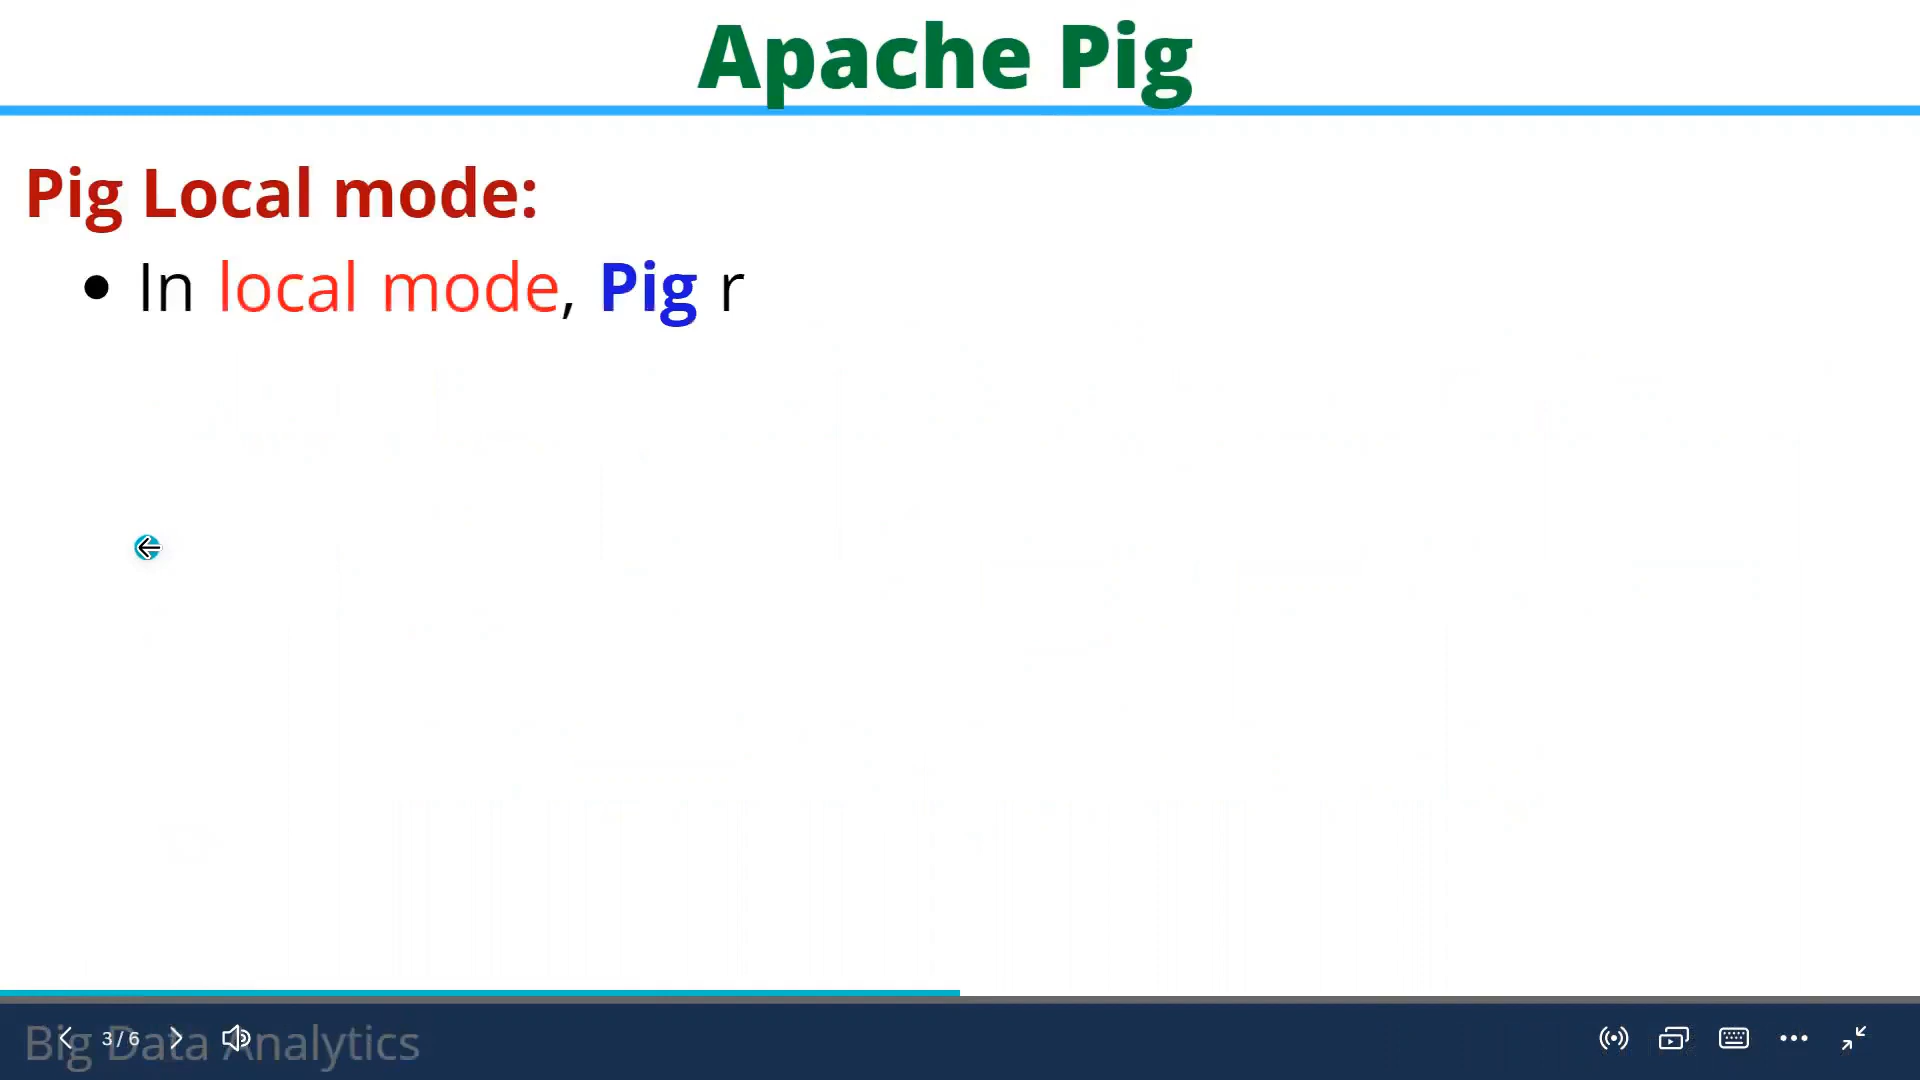 Apache Pig
Pig Local mode:
• In local mode, Pig r
Big Data Analytics
3 / 6